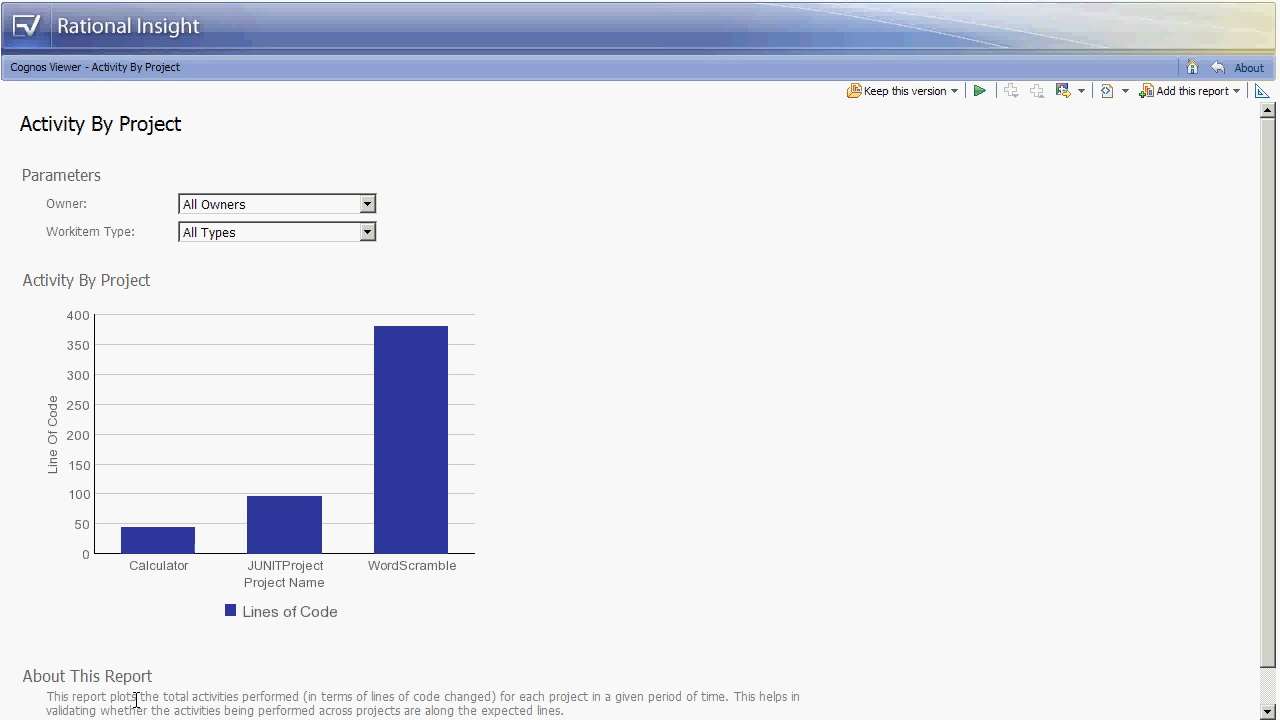 Rational Insight
Cognos Viewer - Activity By Project
About
Keep this version
Add this report
Activity By Project
Parameters
Owner: All Owners
Workitem Type: All Types
Activity By Project
400
350
300
250
200
150
100
50
0
Line Of Code
Calculator JUNITProject WordScramble
Project Name
Lines of Code
About This Report
This report plots the total activities performed (in terms of lines of code changed) for each project in a given period of time. This helps in
validating whether the activities being performed across projects are along the expected lines.